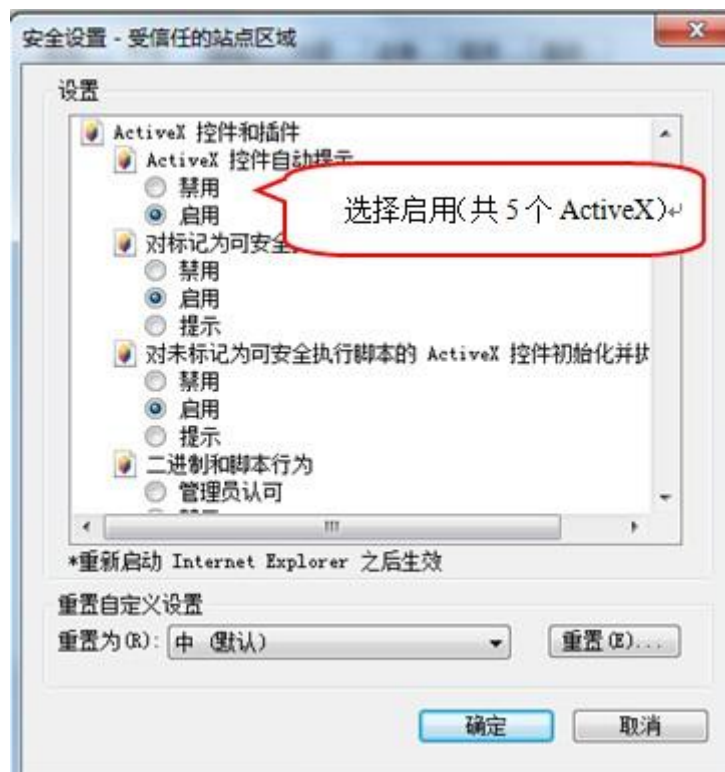 安全设置 - 受信任的站点区域
设置
ActiveX 控件和插件
ActiveX 控件自动提示
禁用
启用
选择启用(共 5 个 ActiveX)↵
对标记为可安全
禁用
启用
提示
对未标记为可安全执行脚本的 ActiveX 控件初始化并执
禁用
启用
提示
二进制和脚本行为
管理员认可
*重新启动 Internet Explorer 之后生效
重置自定义设置
重置为(R): 中 (默认)
重置(E)...
确定
取消